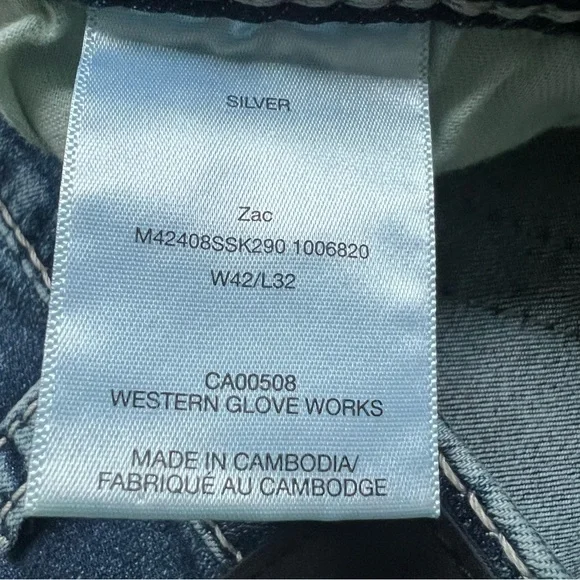 SILVER
Zac
M42408SSK290 1006820
W42/L32
CA00508
WESTERN GLOVE WORKS
MADE IN CAMBODIA/
FABRIQUÉ AU CAMBODGE